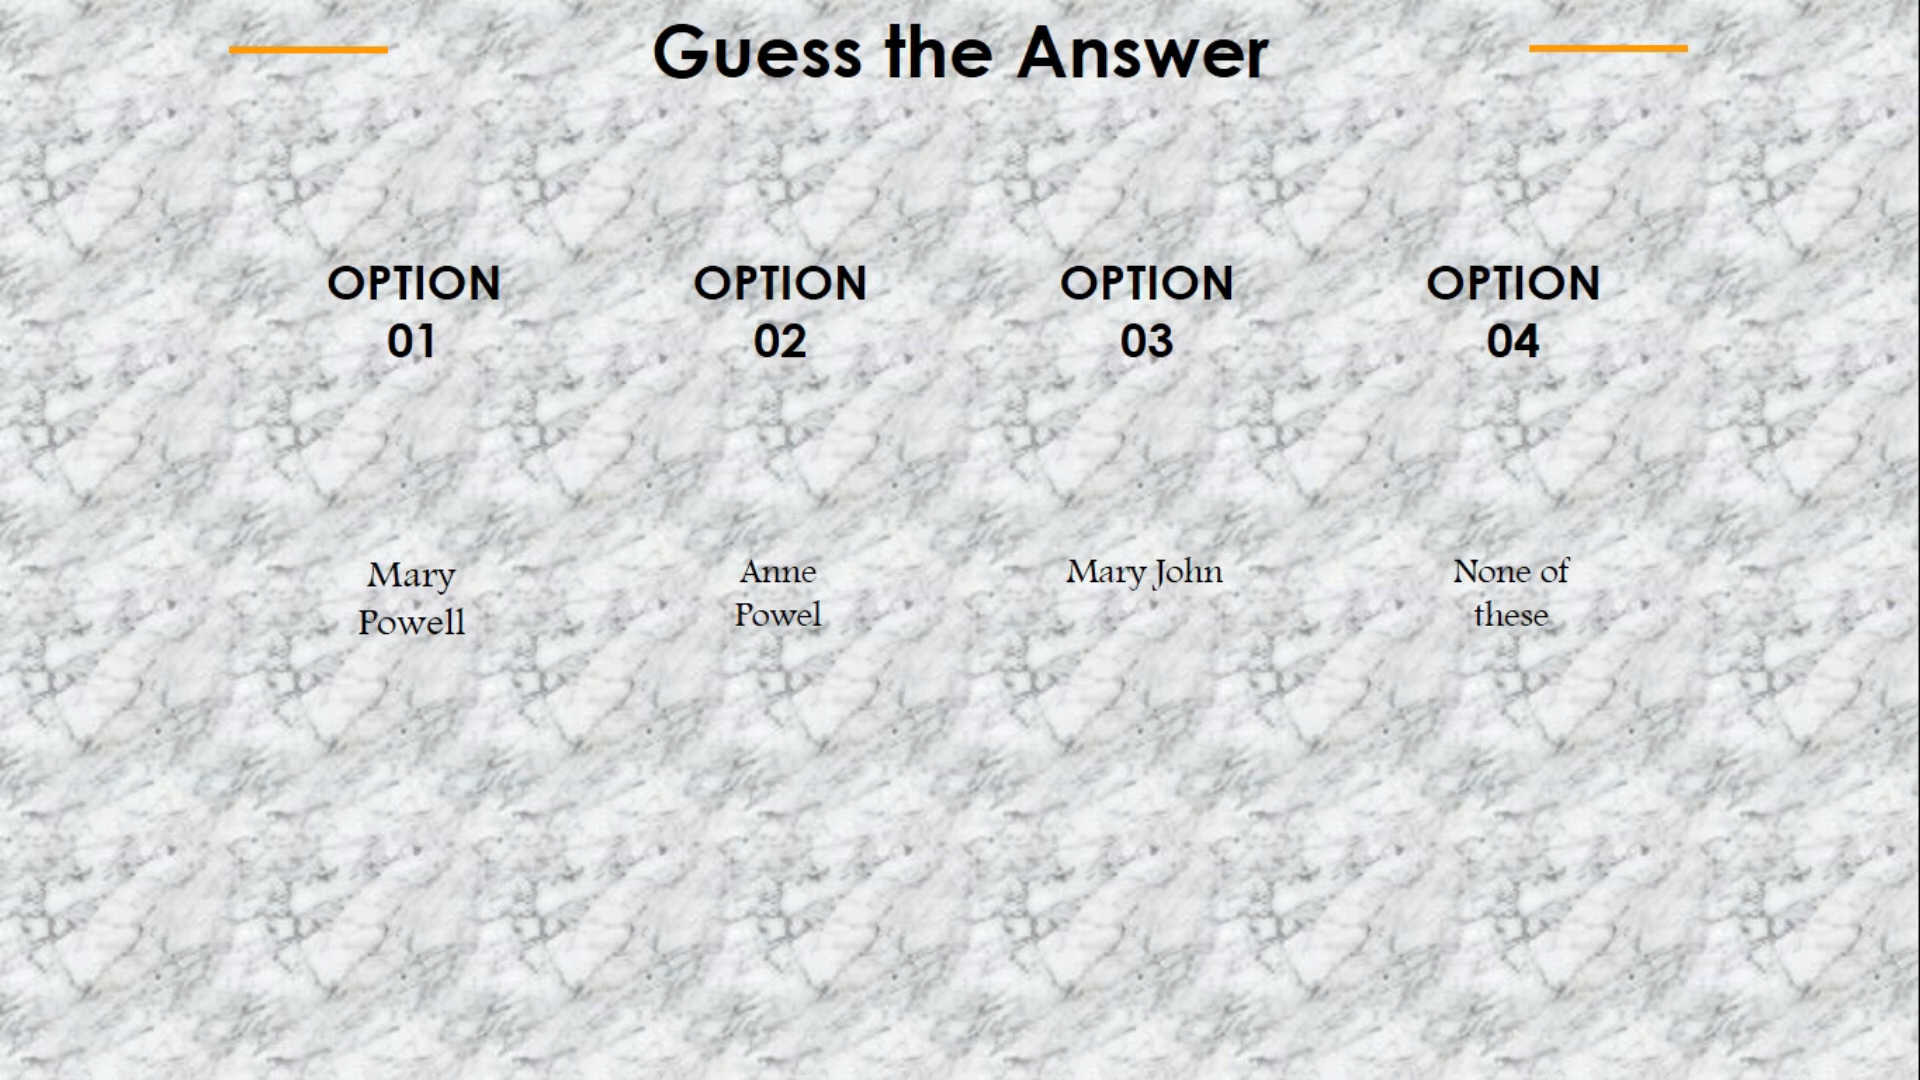 Guess the Answer
OPTION
01
OPTION
02
OPTION
03
OPTION
04
Mary
Powell
Anne
Powel
Mary John
None of
these